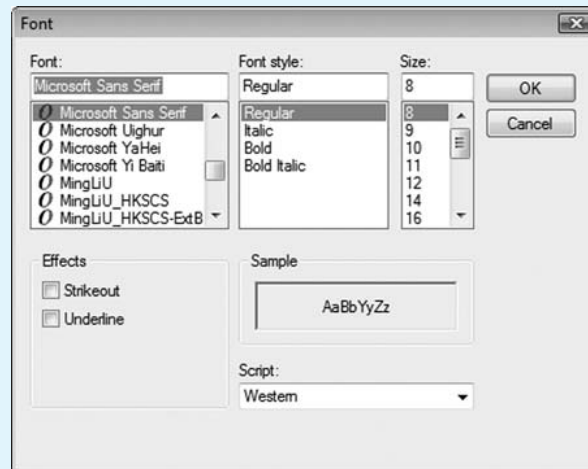 Font
Font:
Microsoft Sans Serif
Microsoft Sans Serif
Microsoft Uighur
Microsoft YaHei
Microsoft Yi Baiti
MingLiU
MingLiU_HKSCS
MingLiU_HKSCS-ExtB
Font style:
Regular
Regular
Italic
Bold
Bold Italic
Size:
8
8
9
10
11
12
14
16
OK
Cancel
Effects
Strikeout
Underline
Sample
AaBbYyZz
Script:
Western